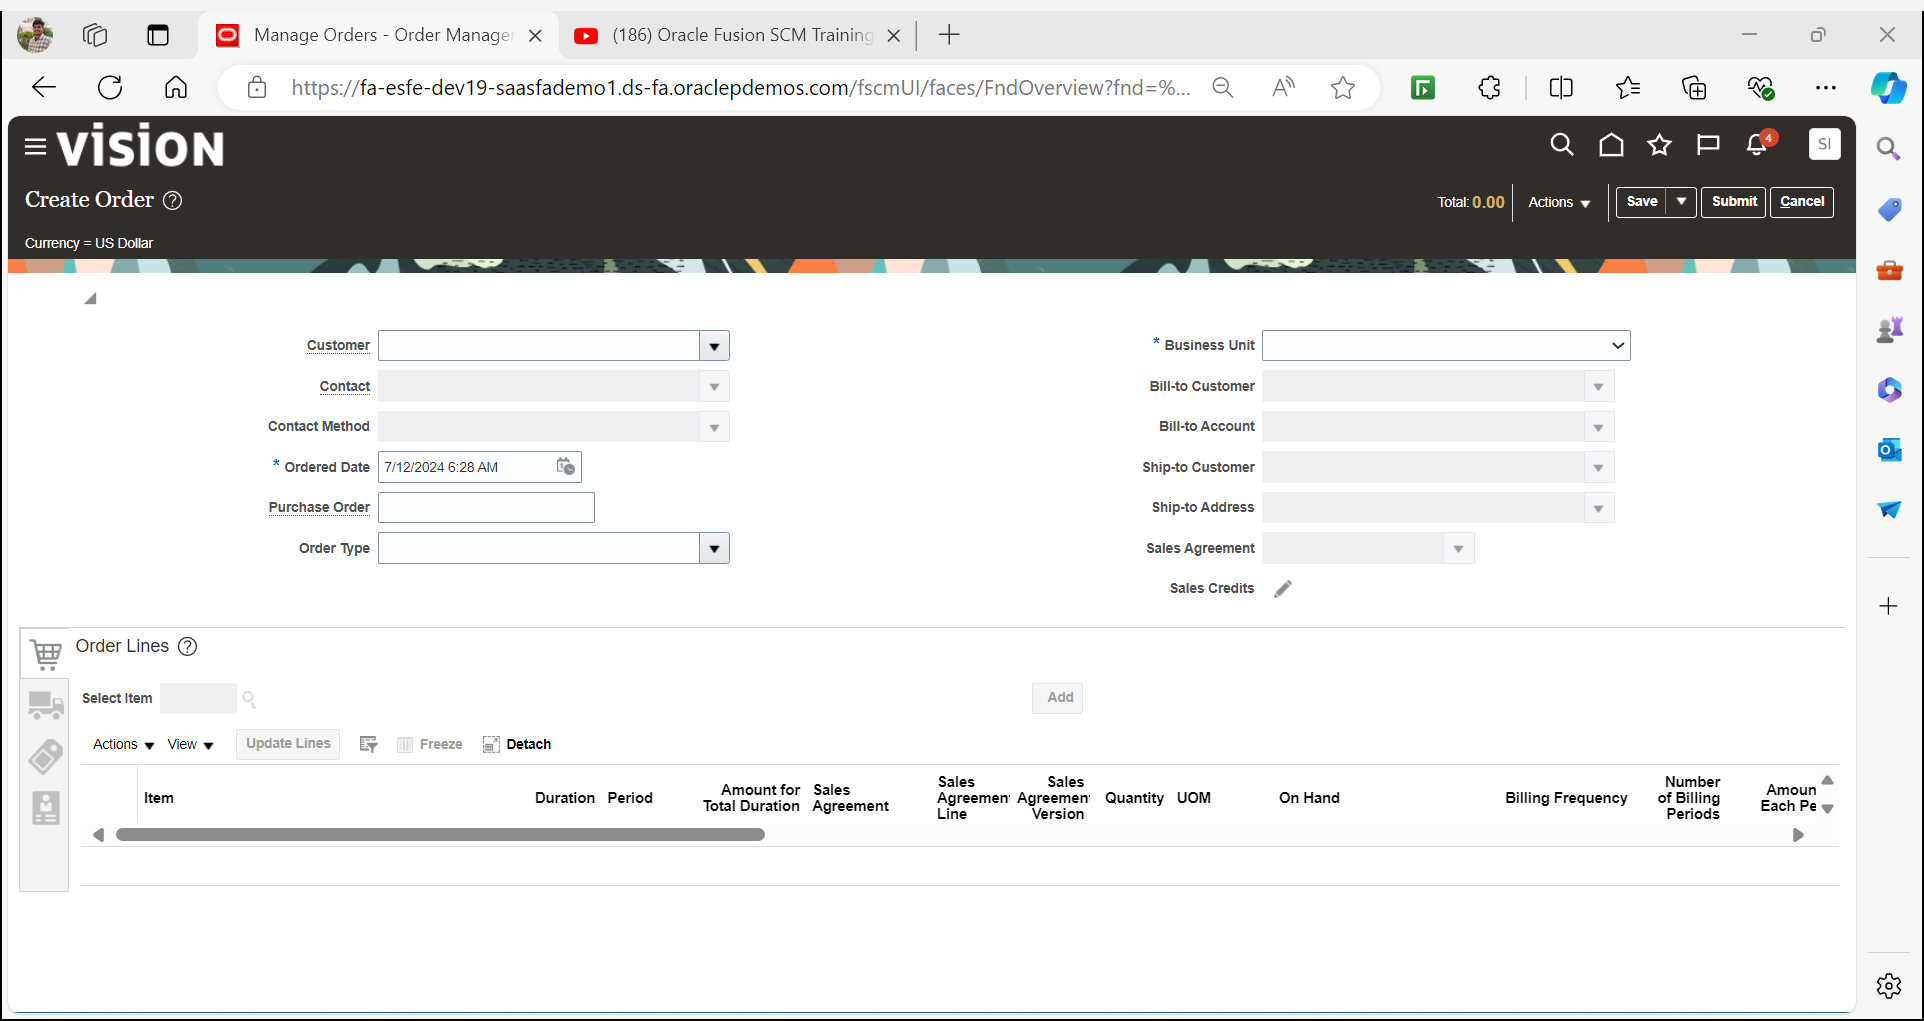 Manage Orders - Order Manage
(186) Oracle Fusion SCM Training
https://fa-esfe-dev19-saasfademo1.ds-fa.oraclepdemos.com/fscmUI/faces/FndOverview?fnd=%...
VISION
4
SI
Create Order ?
Total: 0.00
Actions
Save
Submit
Cancel
Currency = US Dollar
Customer
* Business Unit
Contact
Bill-to Customer
Contact Method
Bill-to Account
* Ordered Date 7/12/2024 6:28 AM
Ship-to Customer
Purchase Order
Ship-to Address
Order Type
Sales Agreement
Sales Credits
Order Lines ?
Select Item
Add
Actions View Update Lines Freeze Detach
Item
Duration
Period
Amount for
Total Duration
Sales
Agreement
Sales
Agreement
Line
Sales
Agreement
Version
Quantity
UOM
On Hand
Billing Frequency
Number
of Billing
Periods
Amoun
Each Pe